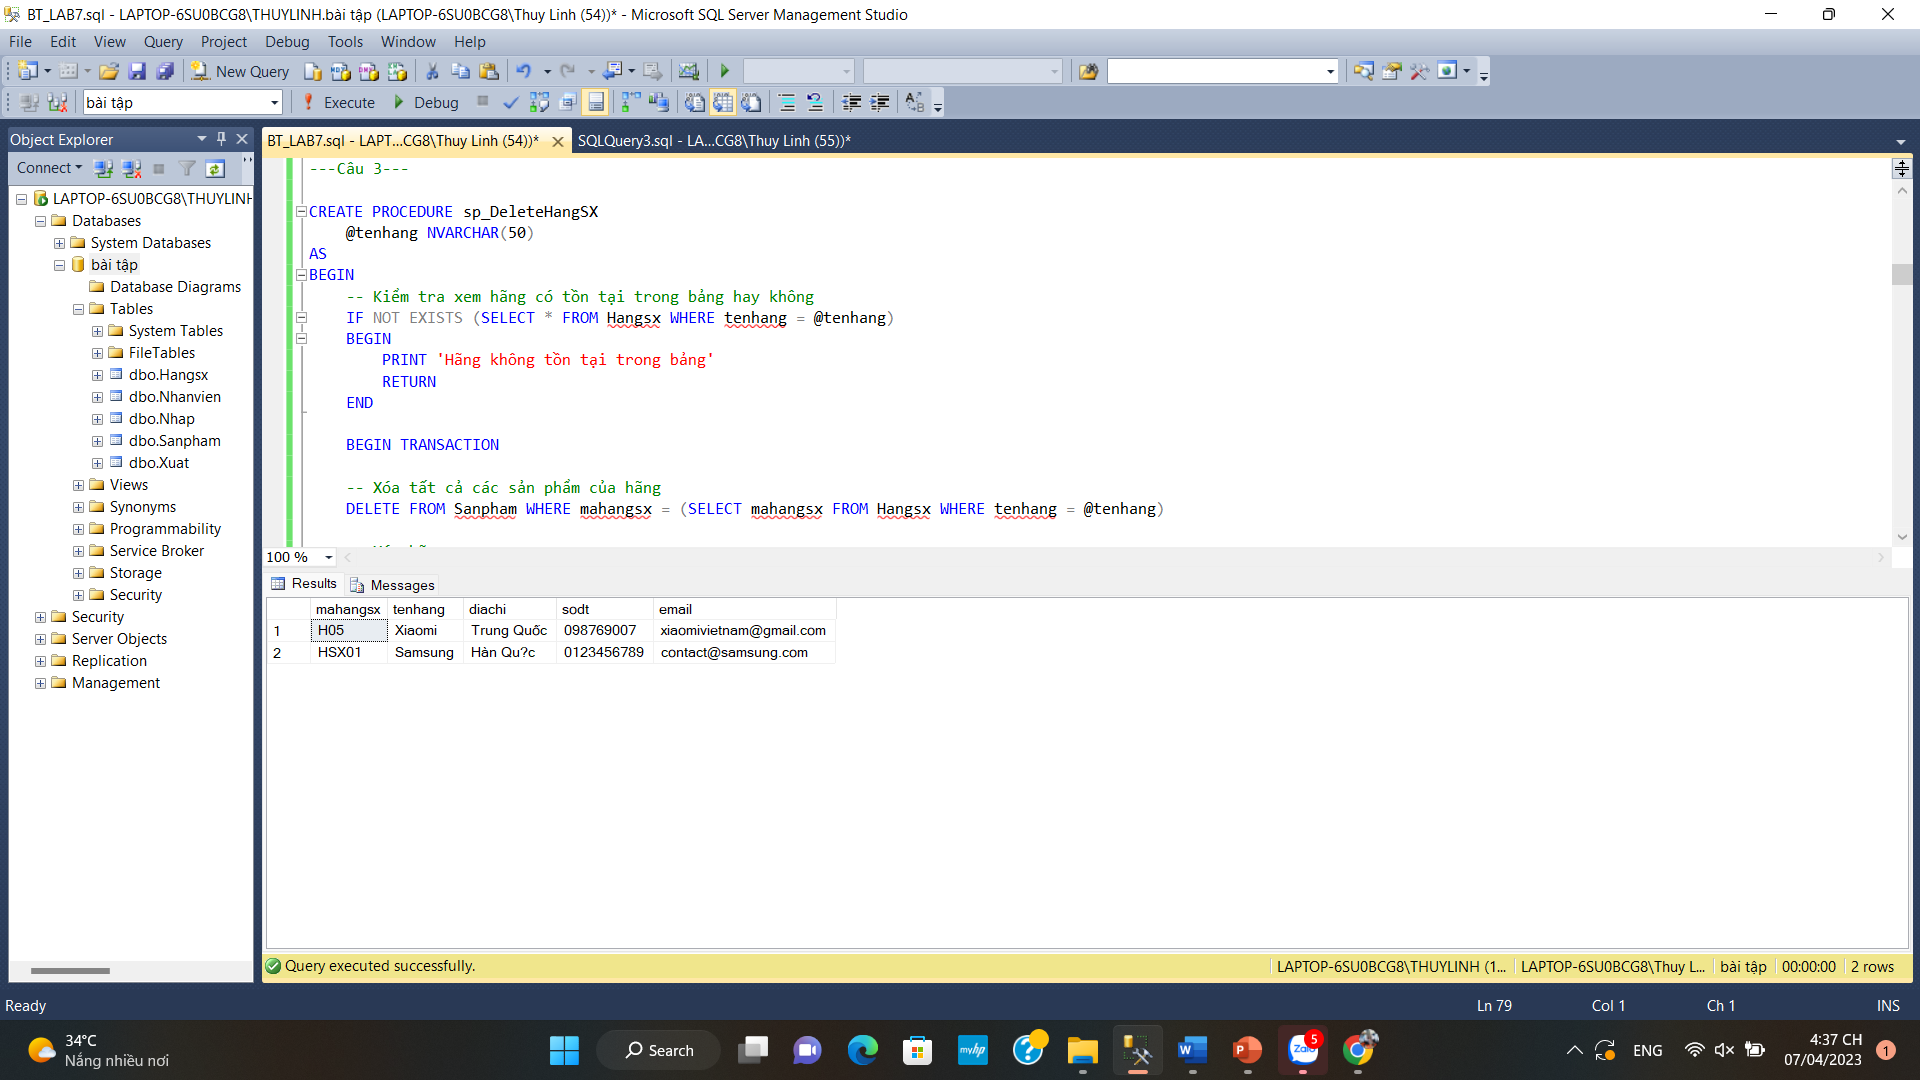 BT_LAB7.sql - LAPTOP-6SU0BCG8\THUYLINH.bài tập (LAPTOP-6SU0BCG8\Thuy Linh (54))* - Microsoft SQL Server Management Studio
File Edit View Query Project Debug Tools Window Help
New Query
bài tập Execute Debug
Object Explorer
Connect
LAPTOP-6SU0BCG8\THUYLINH
Databases
System Databases
bài tập
Database Diagrams
Tables
System Tables
FileTables
dbo.Hangsx
dbo.Nhanvien
dbo.Nhap
dbo.Sanpham
dbo.Xuat
Views
Synonyms
Programmability
Service Broker
Storage
Security
Security
Server Objects
Replication
Management
BT_LAB7.sql - LAPT...CG8\Thuy Linh (54))* SQLQuery3.sql - LA...CG8\Thuy Linh (55))*
---Câu 3---
CREATE PROCEDURE sp_DeleteHangSX
@tenhang NVARCHAR(50)
AS
BEGIN
-- Kiểm tra xem hãng có tồn tại trong bảng hay không
IF NOT EXISTS (SELECT * FROM Hangsx WHERE tenhang = @tenhang)
BEGIN
PRINT 'Hãng không tồn tại trong bảng'
RETURN
END
BEGIN TRANSACTION
-- Xóa tất cả các sản phẩm của hãng
DELETE FROM Sanpham WHERE mahangsx = (SELECT mahangsx FROM Hangsx WHERE tenhang = @tenhang)
100 %
Results Messages
mahangsx tenhang diachi sodt email
1 H05 Xiaomi Trung Quốc 098769007 xiaomivietnam@gmail.com
2 HSX01 Samsung Hàn Qu?c 0123456789 contact@samsung.com
Query executed successfully. LAPTOP-6SU0BCG8\THUYLINH (1... LAPTOP-6SU0BCG8\Thuy L... bài tập 00:00:00 2 rows
Ready Ln 79 Col 1 Ch 1 INS
34°C
Nắng nhiều nơi
Search
myhp
Zalo
5
ENG
4:37 CH
07/04/2023
1